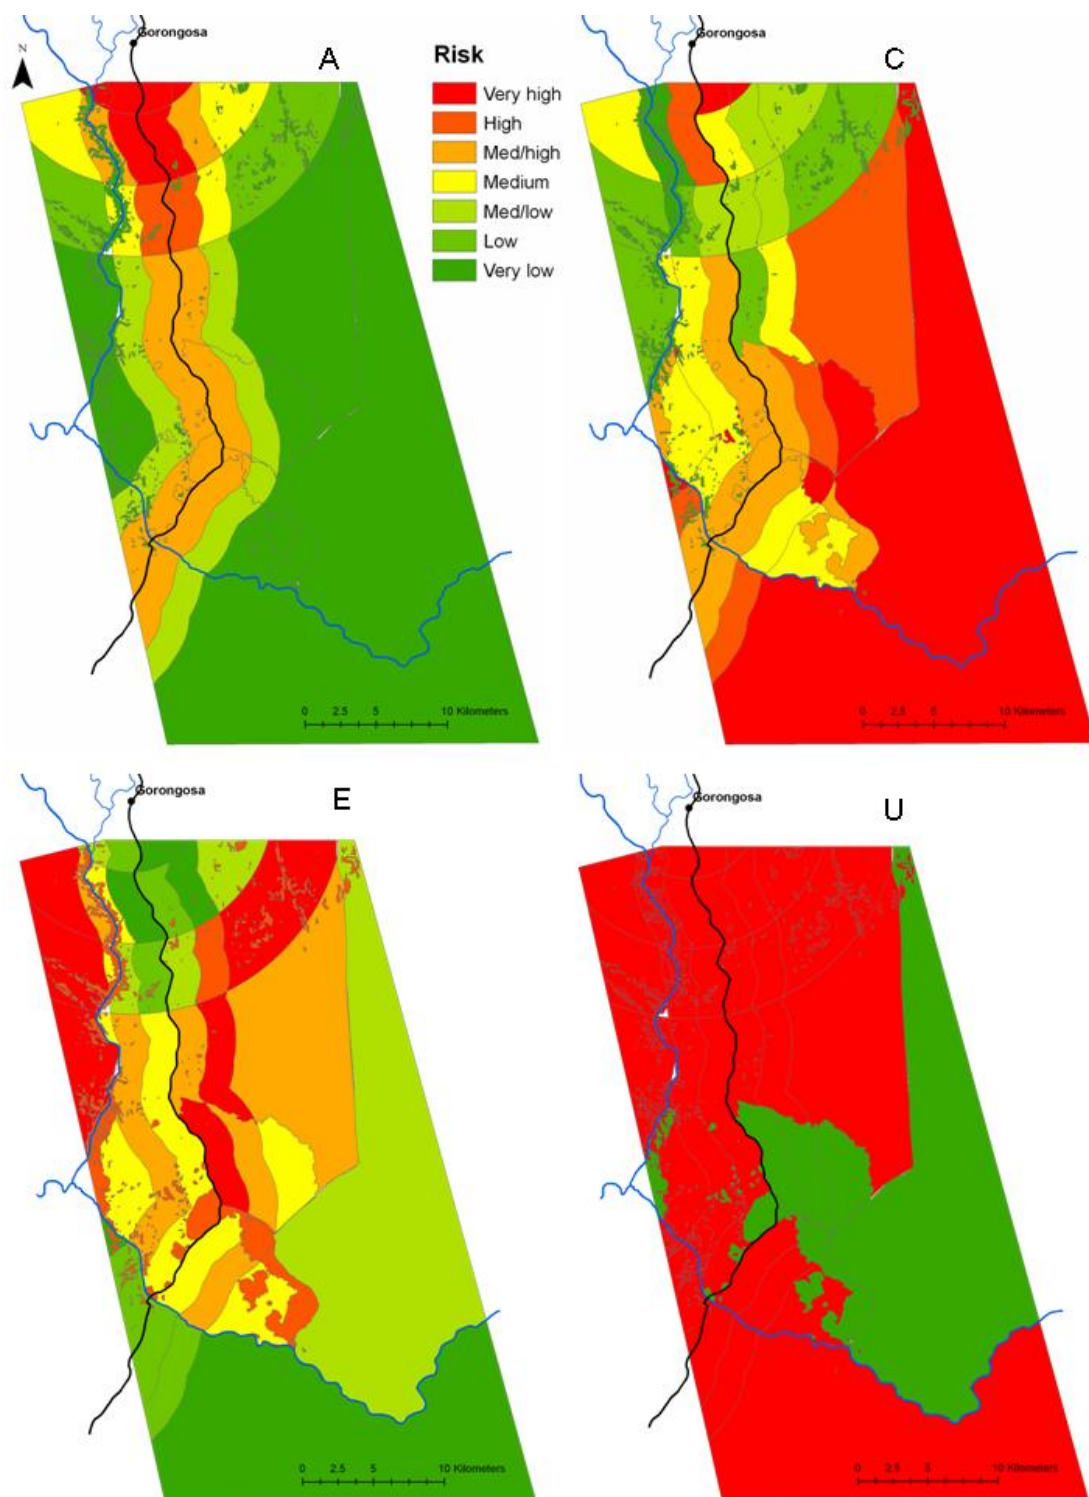 Gorongosa
N
A
Risk
Very high
High
Med/high
Medium
Med/low
Low
Very low
0 2.5 5 10 Kilometers
Gorongosa
C
0 2.5 5 10 Kilometers
Gorongosa
E
0 2.5 5 10 Kilometers
Gorongosa
U
0 2.5 5 10 Kilometers